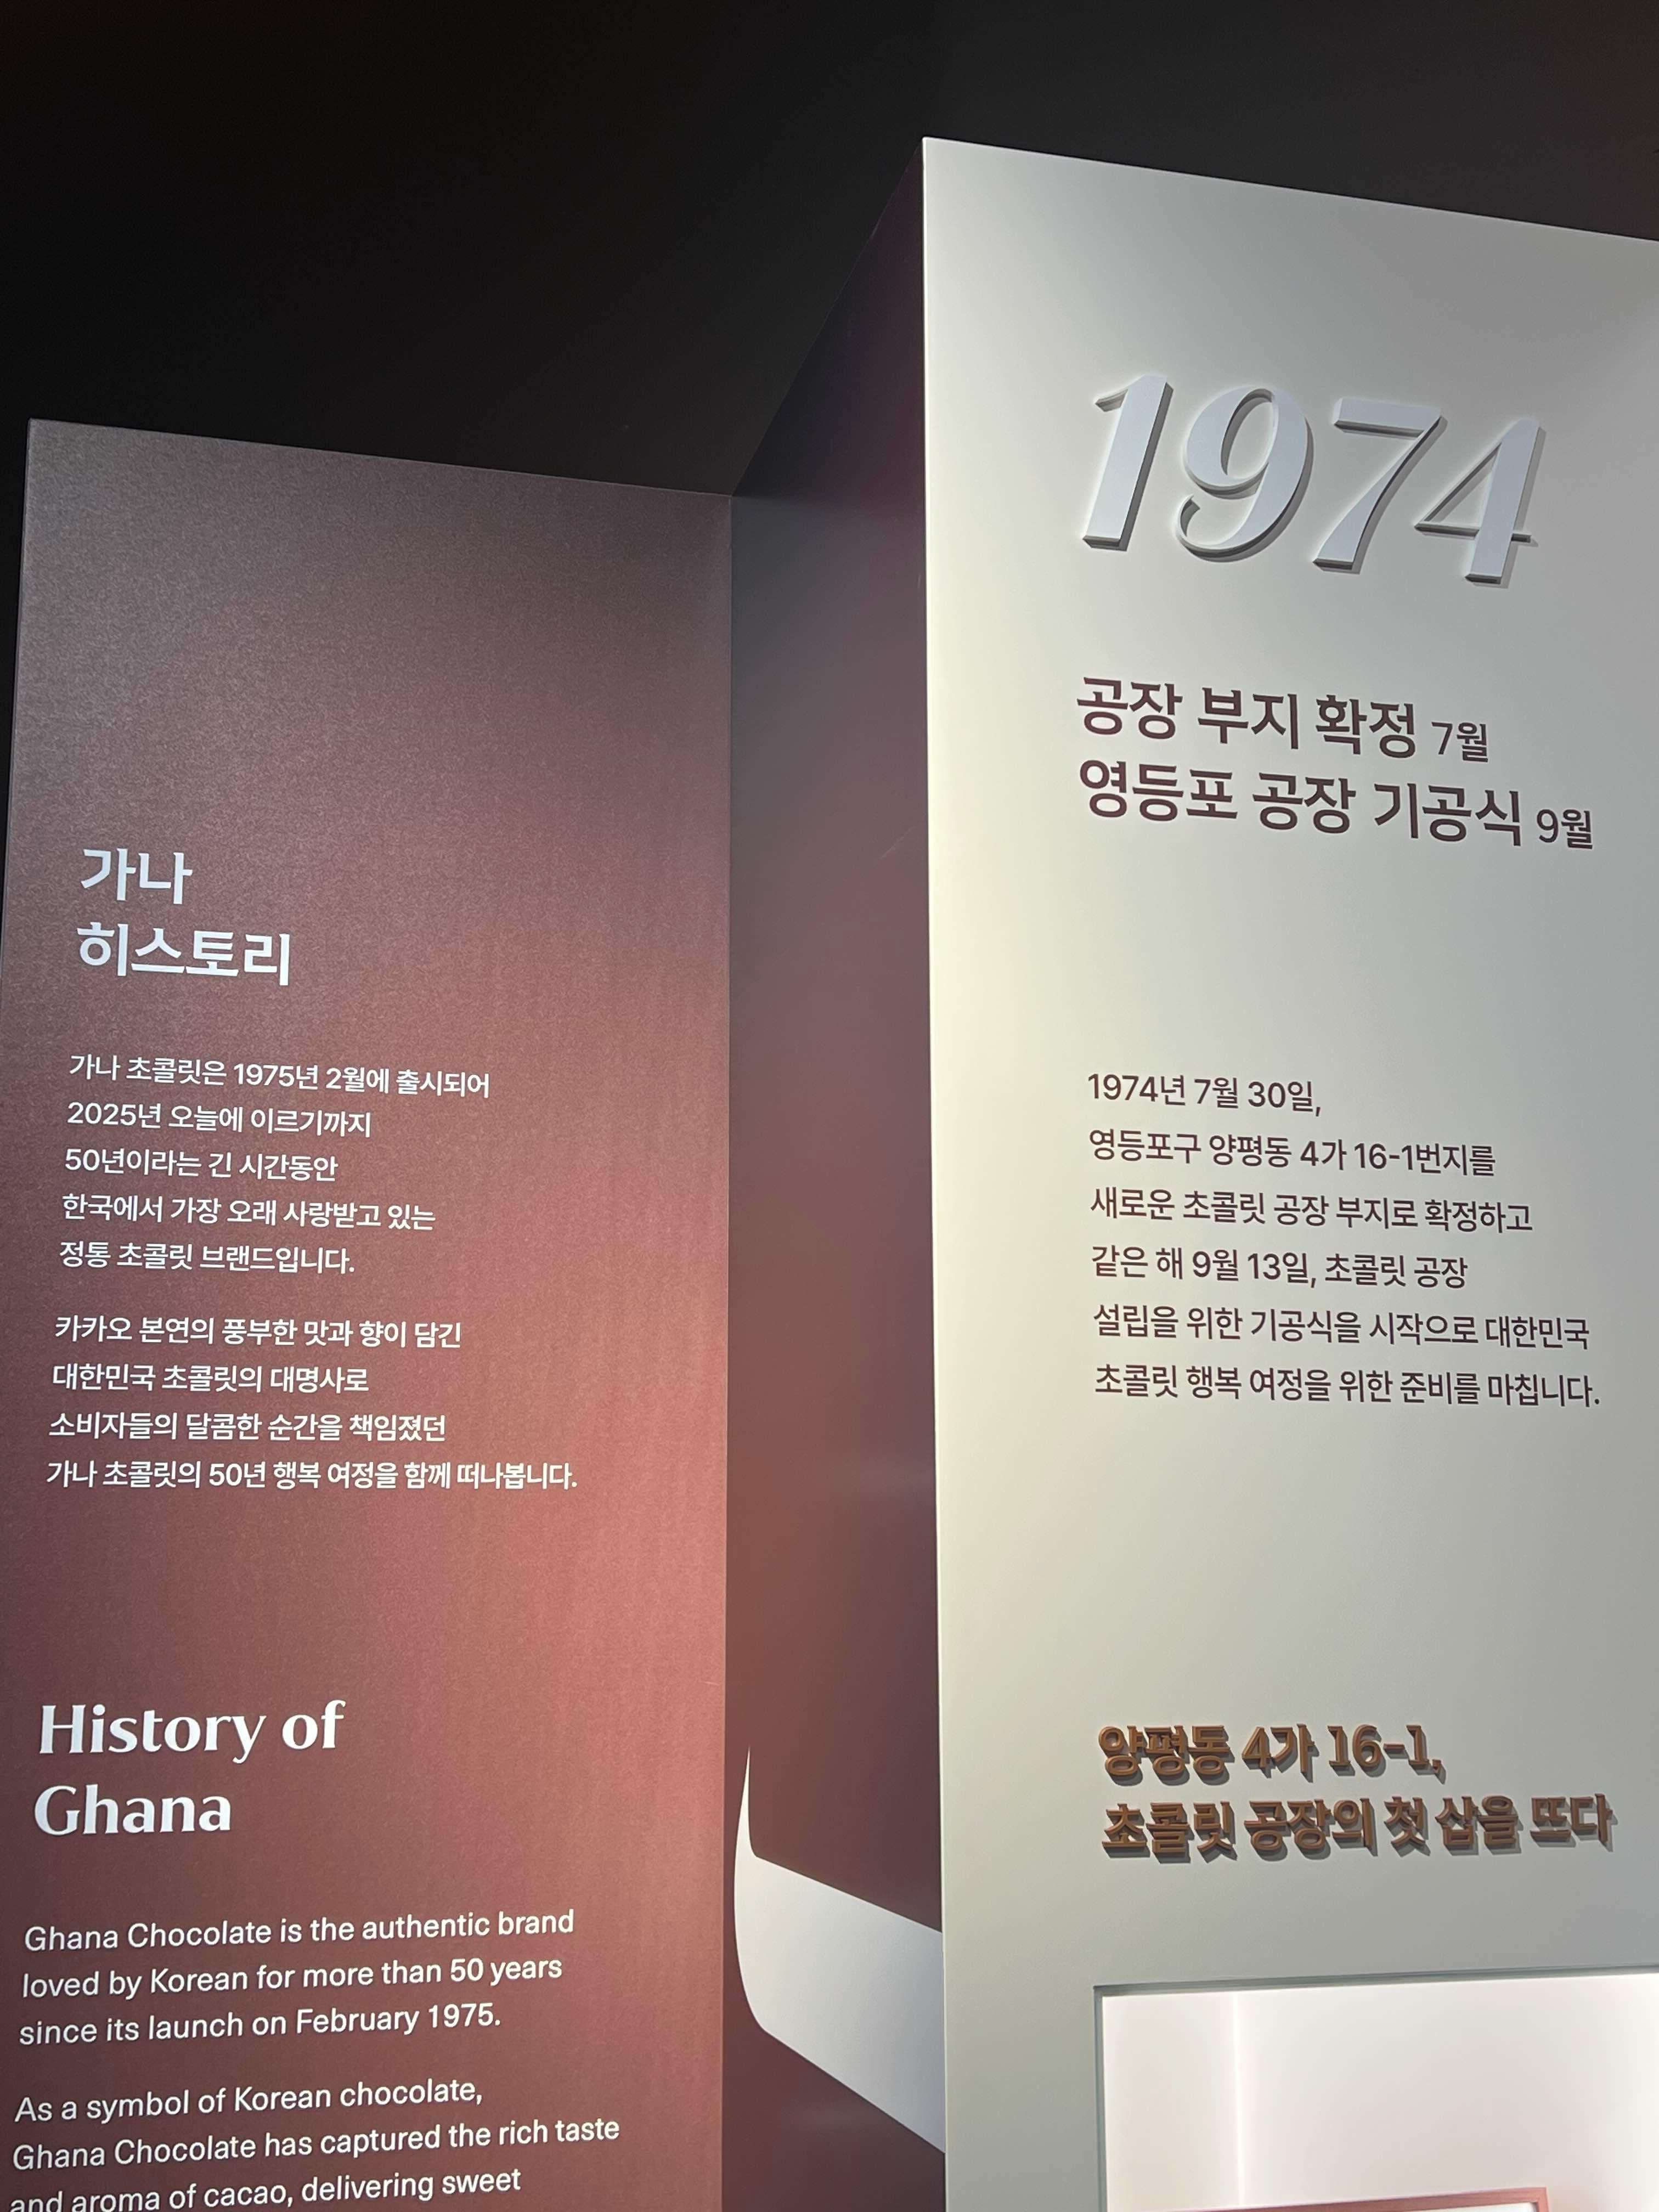 가나
히스토리
가나 초콜릿은 1975년 2월에 출시되어
2025년 오늘에 이르기까지
50년이라는 긴 시간동안
한국에서 가장 오래 사랑받고 있는
정통 초콜릿 브랜드입니다.
카카오 본연의 풍부한 맛과 향이 담긴
대한민국 초콜릿의 대명사로
소비자들의 달콤한 순간을 책임졌던
가나 초콜릿의 50년 행복 여정을 함께 떠나봅니다.
History of
Ghana
Ghana Chocolate is the authentic brand
loved by Korean for more than 50 years
since its launch on February 1975.
As a symbol of Korean chocolate,
Ghana Chocolate has captured the rich taste
and aroma of cacao, delivering sweet
1974
공장 부지 확정 7월
영등포 공장 기공식 9월
1974년 7월 30일,
영등포구 양평동 4가 16-1번지를
새로운 초콜릿 공장 부지로 확정하고
같은 해 9월 13일, 초콜릿 공장
설립을 위한 기공식을 시작으로 대한민국
초콜릿 행복 여정을 위한 준비를 마칩니다.
양평동 4가 16-1,
초콜릿 공장의 첫 삽을 뜨다